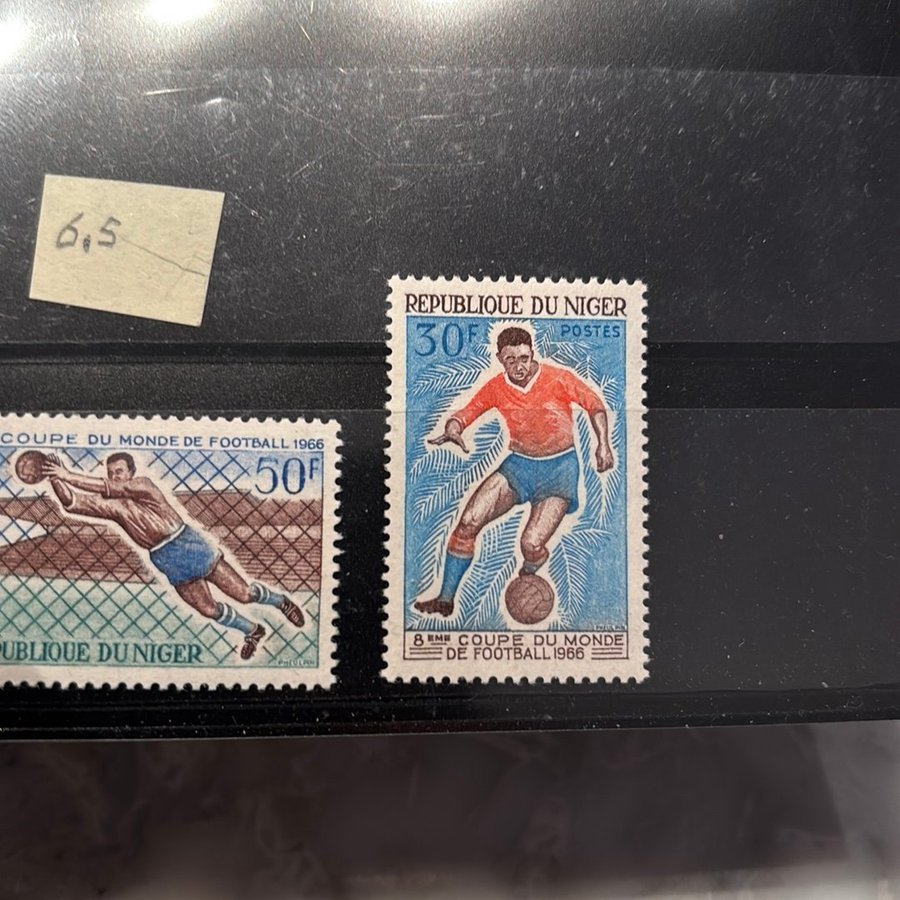 6,5
COUPE DU MONDE DE FOOTBALL 1966
50F
PUBLIQUE DU NIGER
REPUBLIQUE DU NIGER
30F POSTES
8EME COUPE DU MONDE
DE FOOTBALL 1966